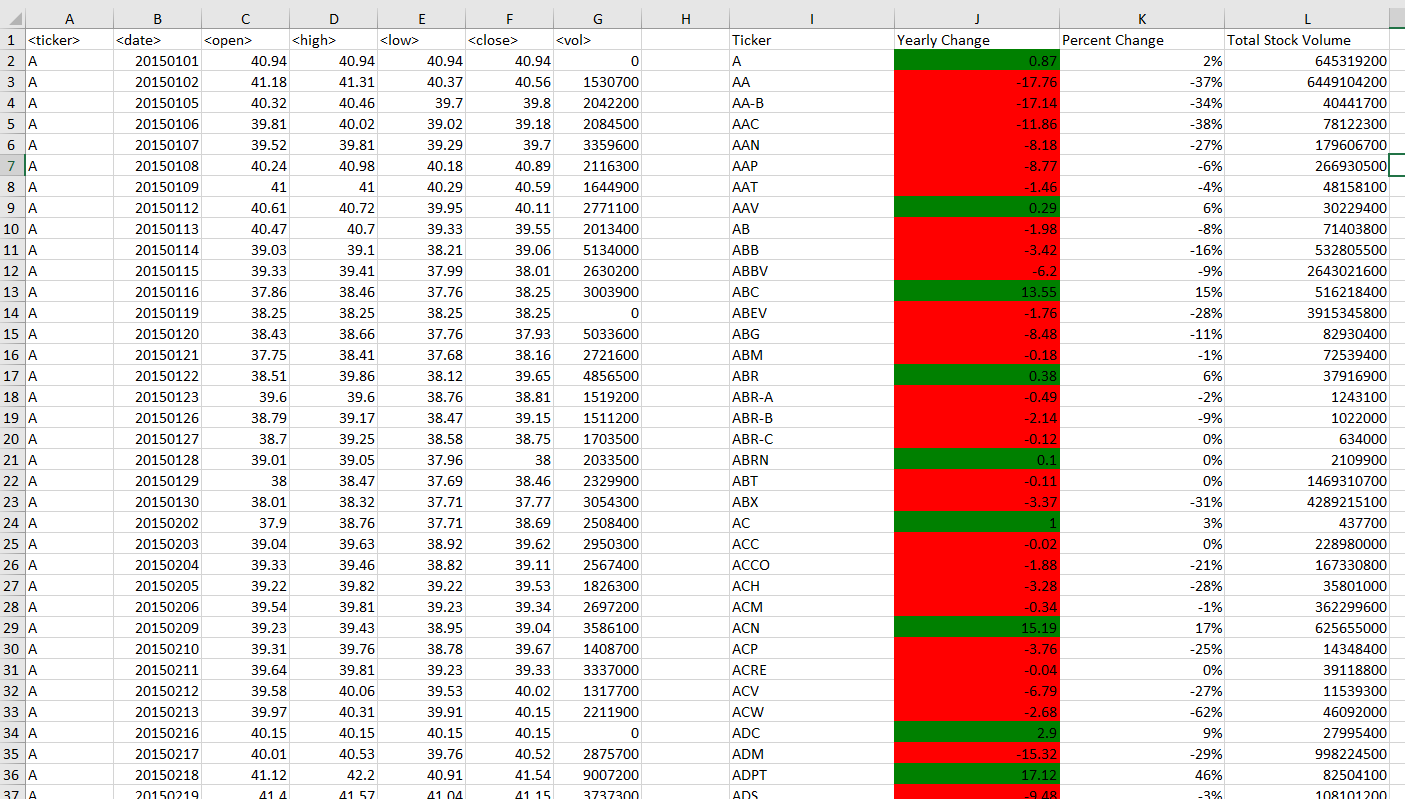 A B C D E F G H I J K L
1 <ticker> <date> <open> <high> <low> <close> <vol> Ticker Yearly Change Percent Change Total Stock Volume
2 A 20150101 40.94 40.94 40.94 40.94 0 A 0.87 2% 645319200
3 A 20150102 41.18 41.31 40.37 40.56 1530700 AA -17.76 -37% 6449104200
4 A 20150105 40.32 40.46 39.7 39.8 2042200 AA-B -17.14 -34% 40441700
5 A 20150106 39.81 40.02 39.02 39.18 2084500 AAC -11.86 -38% 78122300
6 A 20150107 39.52 39.81 39.29 39.7 3359600 AAN -8.18 -27% 179606700
7 A 20150108 40.24 40.98 40.18 40.89 2116300 AAP -8.77 -6% 266930500
8 A 20150109 41 41 40.29 40.59 1644900 AAT -1.46 -4% 48158100
9 A 20150112 40.61 40.72 39.95 40.11 2771100 AAV 0.29 6% 30229400
10 A 20150113 40.47 40.7 39.33 39.55 2013400 AB -1.98 -8% 71403800
11 A 20150114 39.03 39.1 38.21 39.06 5134000 ABB -3.42 -16% 532805500
12 A 20150115 39.33 39.41 37.99 38.01 2630200 ABBV -6.2 -9% 2643021600
13 A 20150116 37.86 38.46 37.76 38.25 3003900 ABC 13.55 15% 516218400
14 A 20150119 38.25 38.25 38.25 38.25 0 ABEV -1.76 -28% 3915345800
15 A 20150120 38.43 38.66 37.76 37.93 5033600 ABG -8.48 -11% 82930400
16 A 20150121 37.75 38.41 37.68 38.16 2721600 ABM -0.18 -1% 72539400
17 A 20150122 38.51 39.86 38.12 39.65 4856500 ABR 0.38 6% 37916900
18 A 20150123 39.6 39.6 38.76 38.81 1519200 ABR-A -0.49 -2% 1243100
19 A 20150126 38.79 39.17 38.47 39.15 1511200 ABR-B -2.14 -9% 1022000
20 A 20150127 38.7 39.25 38.58 38.75 1703500 ABR-C -0.12 0% 634000
21 A 20150128 39.01 39.05 37.96 38 2033500 ABRN 0.1 0% 2109900
22 A 20150129 38 38.47 37.69 38.46 2329900 ABT -0.11 0% 1469310700
23 A 20150130 38.01 38.32 37.71 37.77 3054300 ABX -3.37 -31% 4289215100
24 A 20150202 37.9 38.76 37.71 38.69 2508400 AC 1 3% 437700
25 A 20150203 39.04 39.63 38.92 39.62 2950300 ACC -0.02 0% 228980000
26 A 20150204 39.33 39.46 38.82 39.11 2567400 ACCO -1.88 -21% 167330800
27 A 20150205 39.22 39.82 39.22 39.53 1826300 ACH -3.28 -28% 35801000
28 A 20150206 39.54 39.81 39.23 39.34 2697200 ACM -0.34 -1% 362299600
29 A 20150209 39.23 39.43 38.95 39.04 3586100 ACN 15.19 17% 625655000
30 A 20150210 39.31 39.76 38.78 39.67 1408700 ACP -3.76 -25% 14348400
31 A 20150211 39.64 39.81 39.23 39.33 3337000 ACRE -0.04 0% 39118800
32 A 20150212 39.58 40.06 39.53 40.02 1317700 ACV -6.79 -27% 11539300
33 A 20150213 39.97 40.31 39.91 40.15 2211900 ACW -2.68 -62% 46092000
34 A 20150216 40.15 40.15 40.15 40.15 0 ADC 2.9 9% 27995400
35 A 20150217 40.01 40.53 39.76 40.52 2875700 ADM -15.32 -29% 998224500
36 A 20150218 41.12 42.2 40.91 41.54 9007200 ADPT 17.12 46% 82504100
37 A 20150219 41.4 41.57 41.04 41.15 3737300 ADS -9.48 -3% 108101200